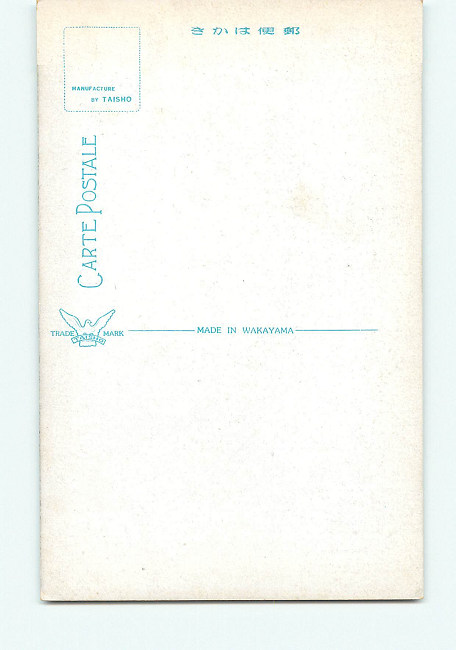 きかは便郵
MANUFACTURE
BY TAISHO
CARTE POSTALE
TRADE MARK
TAISHO
MADE IN WAKAYAMA